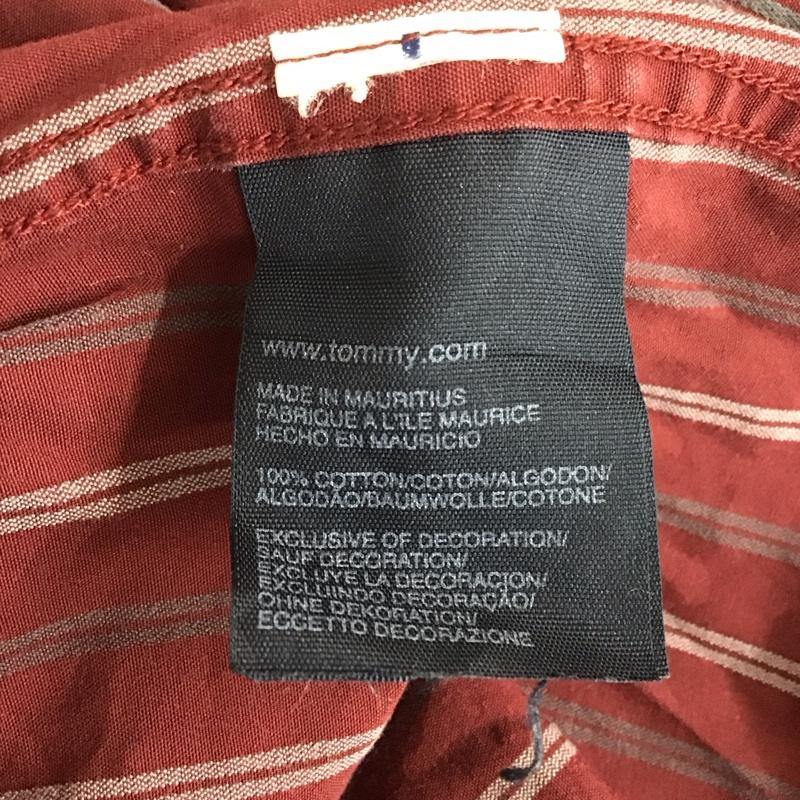 www.tommy.com
MADE IN MAURITIUS
FABRIQUE A L'ILE MAURICE
HECHO EN MAURICIO
100% COTTON/COTON/ALGODON/
ALGODÃO/BAUMWOLLE/COTONE
EXCLUSIVE OF DECORATION/
SAUF DECORATION/
EXCLUYE LA DECORACION/
EXCLUINDO DECORAÇÃO/
OHNE DEKORATION/
ECCETTO DECORAZIONE